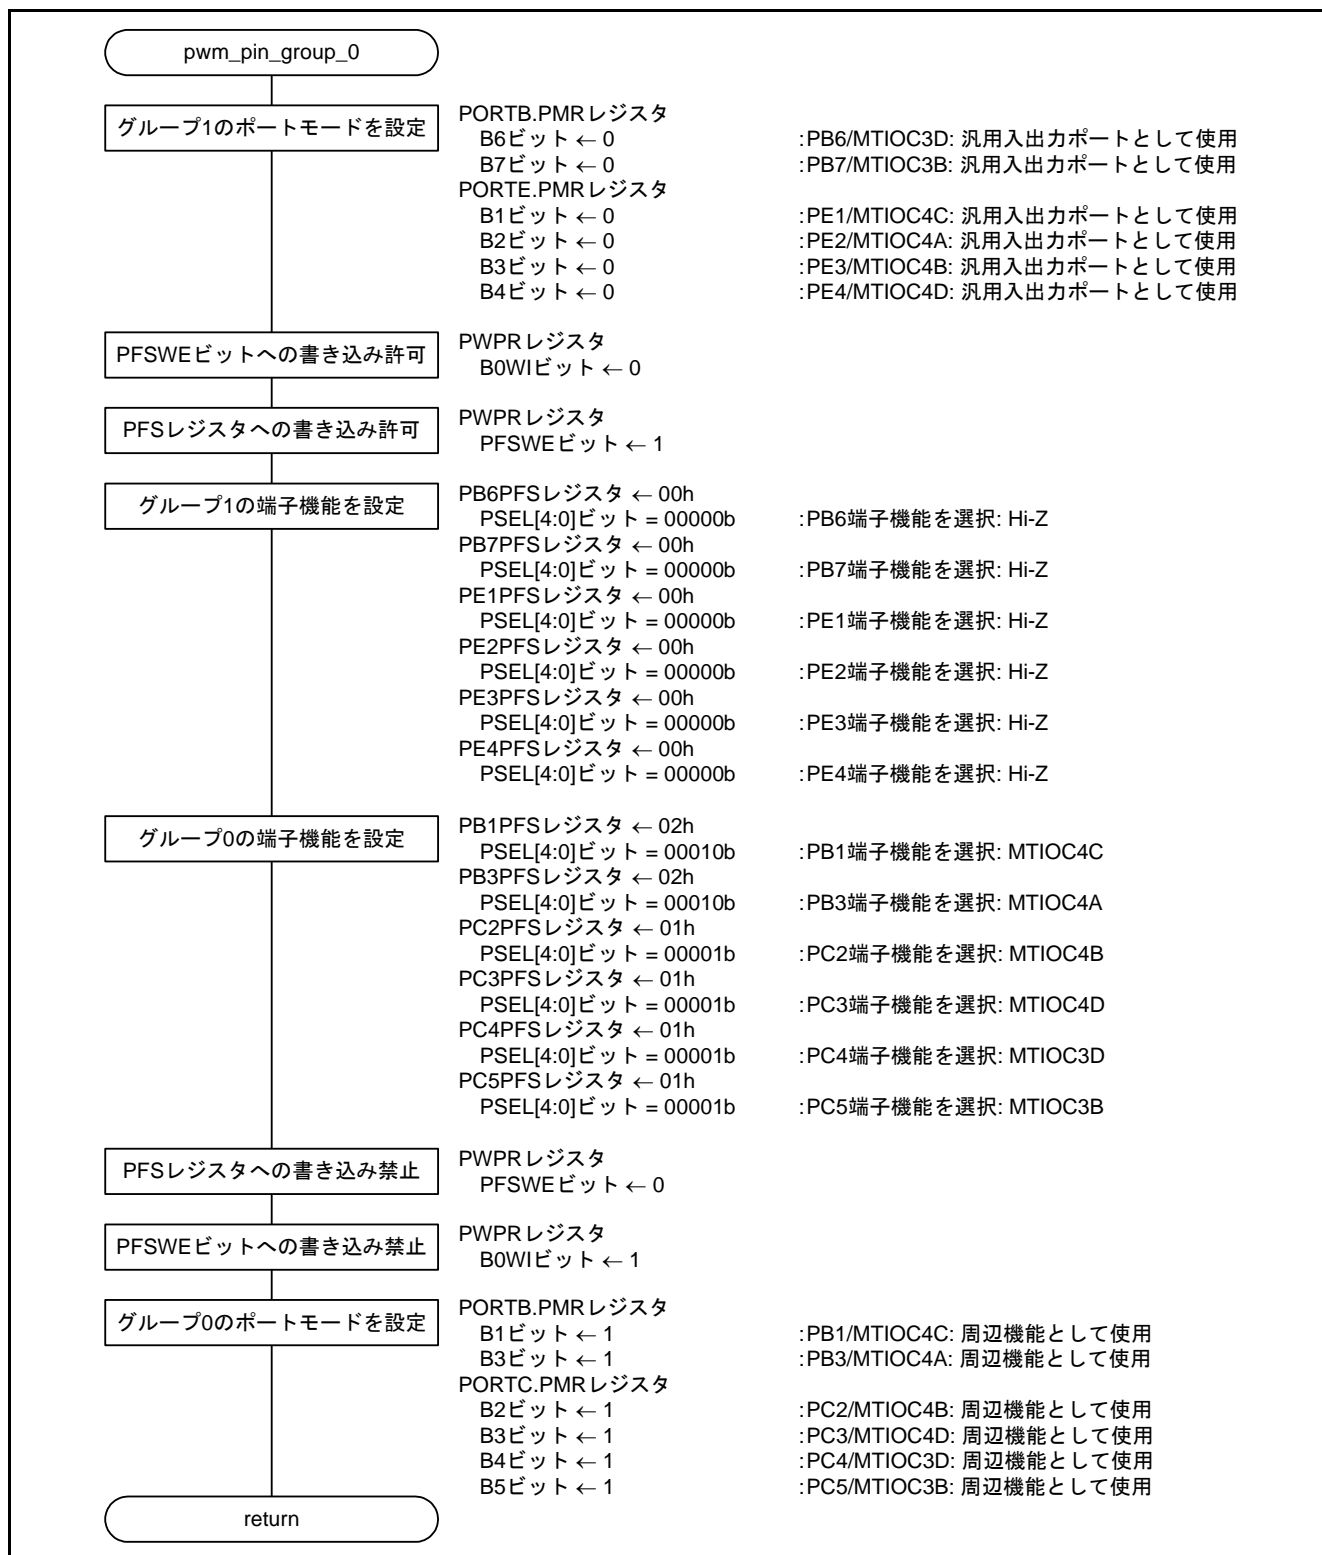 pwm_pin_group_0
グループ1のポートモードを設定
PORTB.PMRレジスタ
B6ビット ← 0 :PB6/MTIOC3D: 汎用入出力ポートとして使用
B7ビット ← 0 :PB7/MTIOC3B: 汎用入出力ポートとして使用
PORTE.PMRレジスタ
B1ビット ← 0 :PE1/MTIOC4C: 汎用入出力ポートとして使用
B2ビット ← 0 :PE2/MTIOC4A: 汎用入出力ポートとして使用
B3ビット ← 0 :PE3/MTIOC4B: 汎用入出力ポートとして使用
B4ビット ← 0 :PE4/MTIOC4D: 汎用入出力ポートとして使用
PFSWEビットへの書き込み許可
PWPRレジスタ
B0WIビット ← 0
PFSレジスタへの書き込み許可
PWPRレジスタ
PFSWEビット ← 1
グループ1の端子機能を設定
PB6PFSレジスタ ← 00h
PSEL[4:0]ビット = 00000b :PB6端子機能を選択: Hi-Z
PB7PFSレジスタ ← 00h
PSEL[4:0]ビット = 00000b :PB7端子機能を選択: Hi-Z
PE1PFSレジスタ ← 00h
PSEL[4:0]ビット = 00000b :PE1端子機能を選択: Hi-Z
PE2PFSレジスタ ← 00h
PSEL[4:0]ビット = 00000b :PE2端子機能を選択: Hi-Z
PE3PFSレジスタ ← 00h
PSEL[4:0]ビット = 00000b :PE3端子機能を選択: Hi-Z
PE4PFSレジスタ ← 00h
PSEL[4:0]ビット = 00000b :PE4端子機能を選択: Hi-Z
グループ0の端子機能を設定
PB1PFSレジスタ ← 02h
PSEL[4:0]ビット = 00010b :PB1端子機能を選択: MTIOC4C
PB3PFSレジスタ ← 02h
PSEL[4:0]ビット = 00010b :PB3端子機能を選択: MTIOC4A
PC2PFSレジスタ ← 01h
PSEL[4:0]ビット = 00001b :PC2端子機能を選択: MTIOC4B
PC3PFSレジスタ ← 01h
PSEL[4:0]ビット = 00001b :PC3端子機能を選択: MTIOC4D
PC4PFSレジスタ ← 01h
PSEL[4:0]ビット = 00001b :PC4端子機能を選択: MTIOC3D
PC5PFSレジスタ ← 01h
PSEL[4:0]ビット = 00001b :PC5端子機能を選択: MTIOC3B
PFSレジスタへの書き込み禁止
PWPRレジスタ
PFSWEビット ← 0
PFSWEビットへの書き込み禁止
PWPRレジスタ
B0WIビット ← 1
グループ0のポートモードを設定
PORTB.PMRレジスタ
B1ビット ← 1 :PB1/MTIOC4C: 周辺機能として使用
B3ビット ← 1 :PB3/MTIOC4A: 周辺機能として使用
PORTC.PMRレジスタ
B2ビット ← 1 :PC2/MTIOC4B: 周辺機能として使用
B3ビット ← 1 :PC3/MTIOC4D: 周辺機能として使用
B4ビット ← 1 :PC4/MTIOC3D: 周辺機能として使用
B5ビット ← 1 :PC5/MTIOC3B: 周辺機能として使用
return